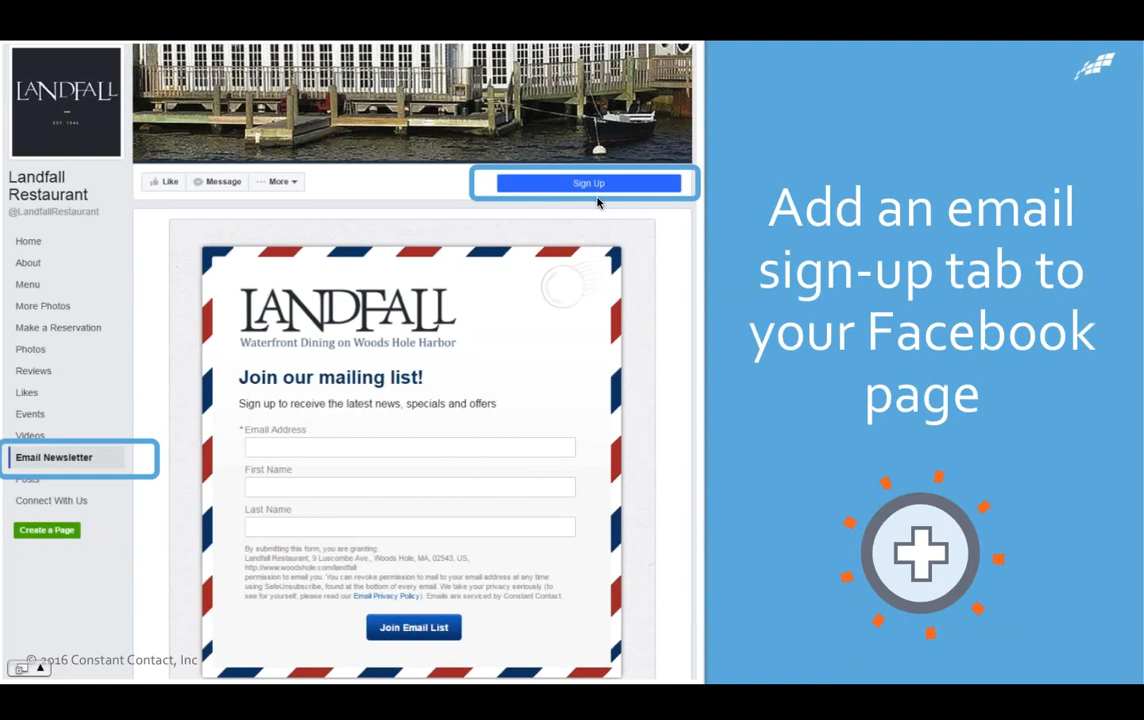 LANDFALL
EST. 1946
Landfall
Restaurant
@LandfallRestaurant
Home
About
Menu
More Photos
Make a Reservation
Photos
Reviews
Likes
Events
Videos
Email Newsletter
Posts
Connect With Us
Create a Page
Like
Message
More
Sign Up
LANDFALL
Waterfront Dining on Woods Hole Harbor
Join our mailing list!
Sign up to receive the latest news, specials and offers
* Email Address
First Name
Last Name
By submitting this form, you are granting:
Landfall Restaurant, 9 Luscombe Ave., Woods Hole, MA, 02543, US,
http://www.woodshole.com/landfall
permission to email you. You can revoke permission to mail to your email address at any time
using SafeUnsubscribe, found at the bottom of every email. We take your privacy seriously (to
see for yourself, please read our Email Privacy Policy). Emails are serviced by Constant Contact.
Join Email List
© 2016 Constant Contact, Inc
Add an email
sign-up tab to
your Facebook
page